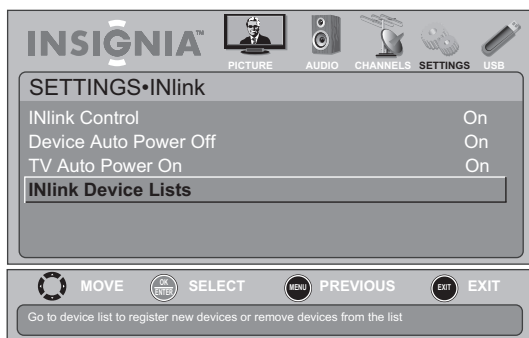 INSIGNIA™
PICTURE AUDIO CHANNELS SETTINGS USB
SETTINGS•INlink
INlink Control On
Device Auto Power Off On
TV Auto Power On On
INlink Device Lists
MOVE OK ENTER SELECT MENU PREVIOUS EXIT EXIT
Go to device list to register new devices or remove devices from the list